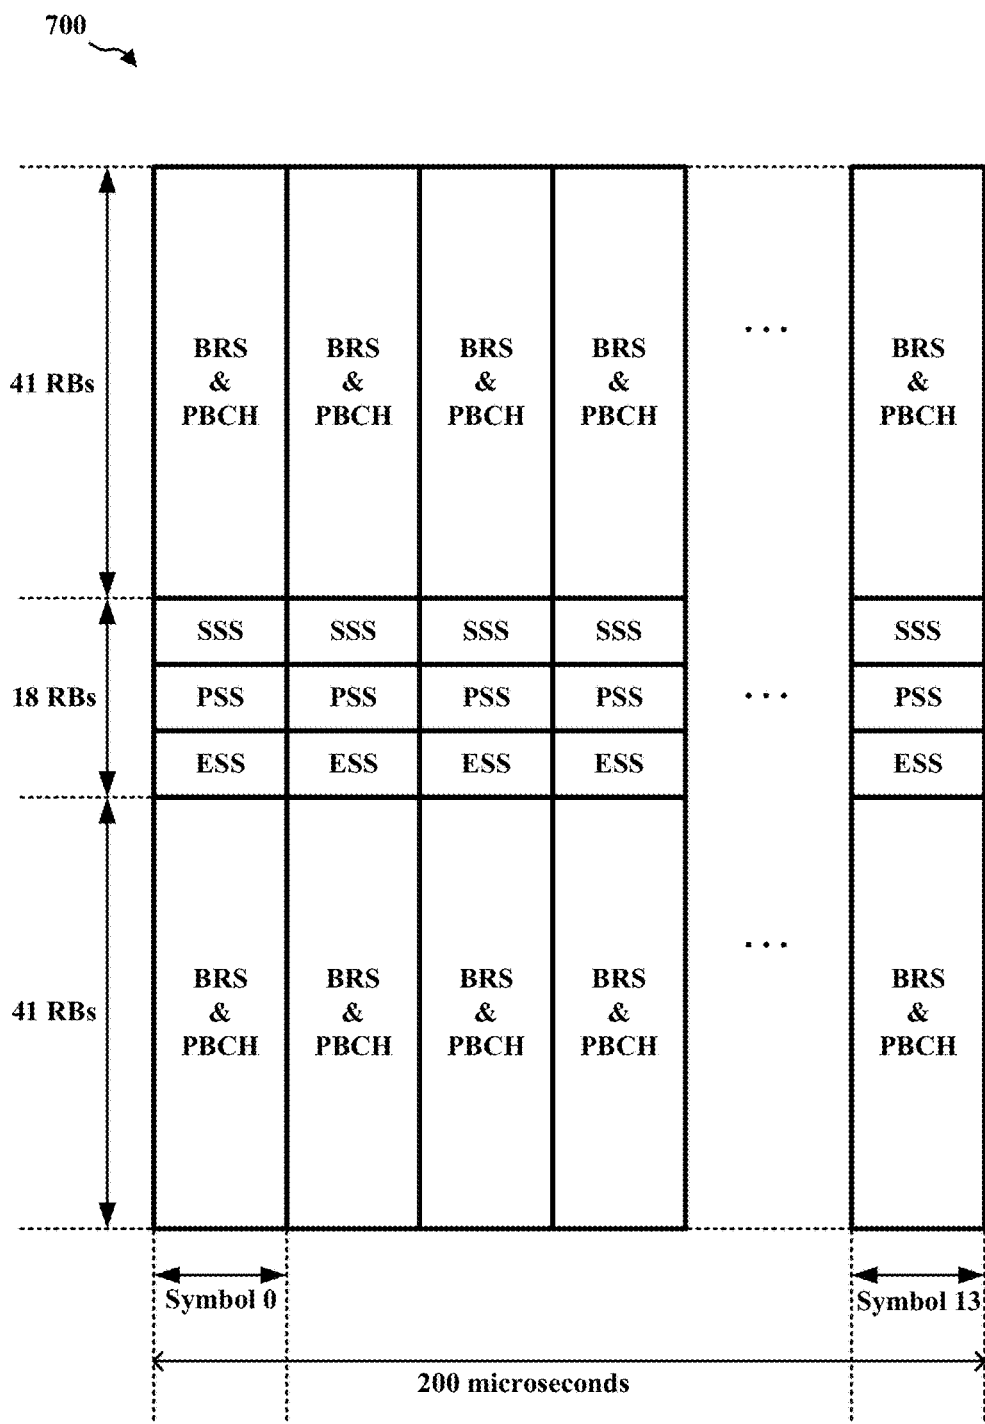 700
BRS BRS BRS BRS BRS
& & & & &
PBCH PBCH PBCH PBCH PBCH
...
41 RBs
SSS SSS SSS SSS SSS
18 RBs PSS PSS PSS PSS ... PSS
ESS ESS ESS ESS ESS
...
BRS BRS BRS BRS BRS
41 RBs & & & & &
PBCH PBCH PBCH PBCH PBCH
Symbol 0 Symbol 13
200 microseconds